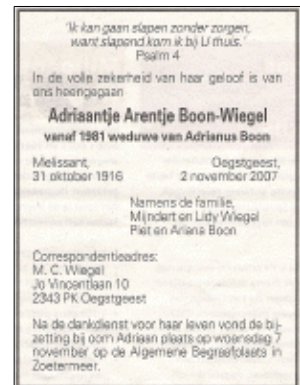 'Ik kan gaan slapen zonder zorgen,
want slapend kom ik bij U thuis.'
Psalm 4
In de volle zekerheid van haar geloof is van
ons heengegaan
Adriaantje Arentje Boon-Wiegel
vanaf 1981 weduwe van Adrianus Boon
Melissant, Oegstgeest,
31 oktober 1916 2 november 2007
Namens de familie,
Mijndert en Lidy Wiegel
Piet en Ariana Boon
Correspondentieadres:
M. C. Wiegel
Jo Vincentlaan 10
2343 PK Oegstgeest
Na de dankdienst voor haar leven vond de bij-
zetting bij oom Adriaan plaats op woensdag 7
november op de Algemene Begraafplaats in
Zoetermeer.